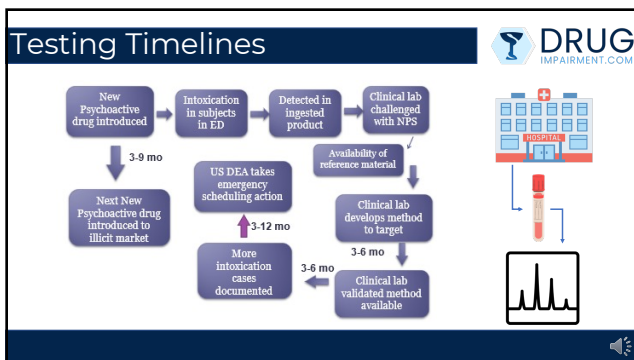 Testing Timelines
DRUG
IMPAIRMENT.COM
New
Psychoactive
drug introduced
Intoxication
in subjects
in ED
Detected in
ingested
product
Clinical lab
challenged
with NPS
Availability of
reference material
3-9 mo
Next New
Psychoactive drug
introduced to
illicit market
US DEA takes
emergency
scheduling action
3-12 mo
Clinical lab
develops method
to target
3-6 mo
More
intoxication
cases
documented
3-6 mo
Clinical lab
validated method
available
HOSPITAL